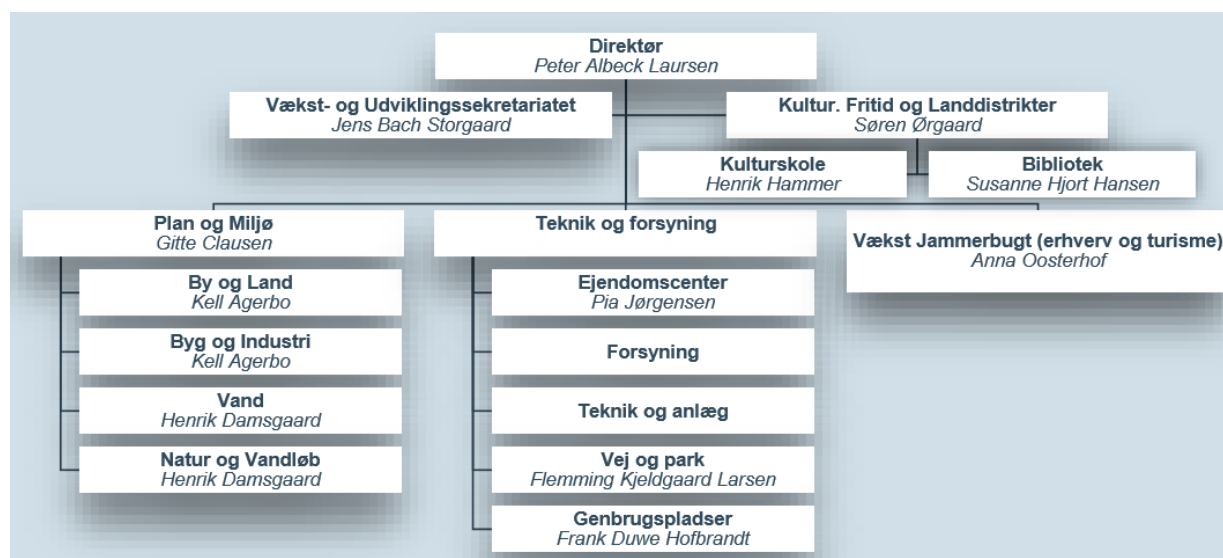 Direktør
Peter Albeck Laursen
Vækst- og Udviklingssekretariatet
Jens Bach Storgaard
Kultur. Fritid og Landdistrikter
Søren Ørgaard
Kulturskole
Henrik Hammer
Bibliotek
Susanne Hjort Hansen
Plan og Miljø
Gitte Clausen
By og Land
Kell Agerbo
Byg og Industri
Kell Agerbo
Vand
Henrik Damsgaard
Natur og Vandløb
Henrik Damsgaard
Teknik og forsyning
Ejendomscenter
Pia Jørgensen
Forsyning
Teknik og anlæg
Vej og park
Flemming Kjeldgaard Larsen
Genbrugspladser
Frank Duwe Hofbrandt
Vækst Jammerbugt (erhverv og turisme)
Anna Oosterhof